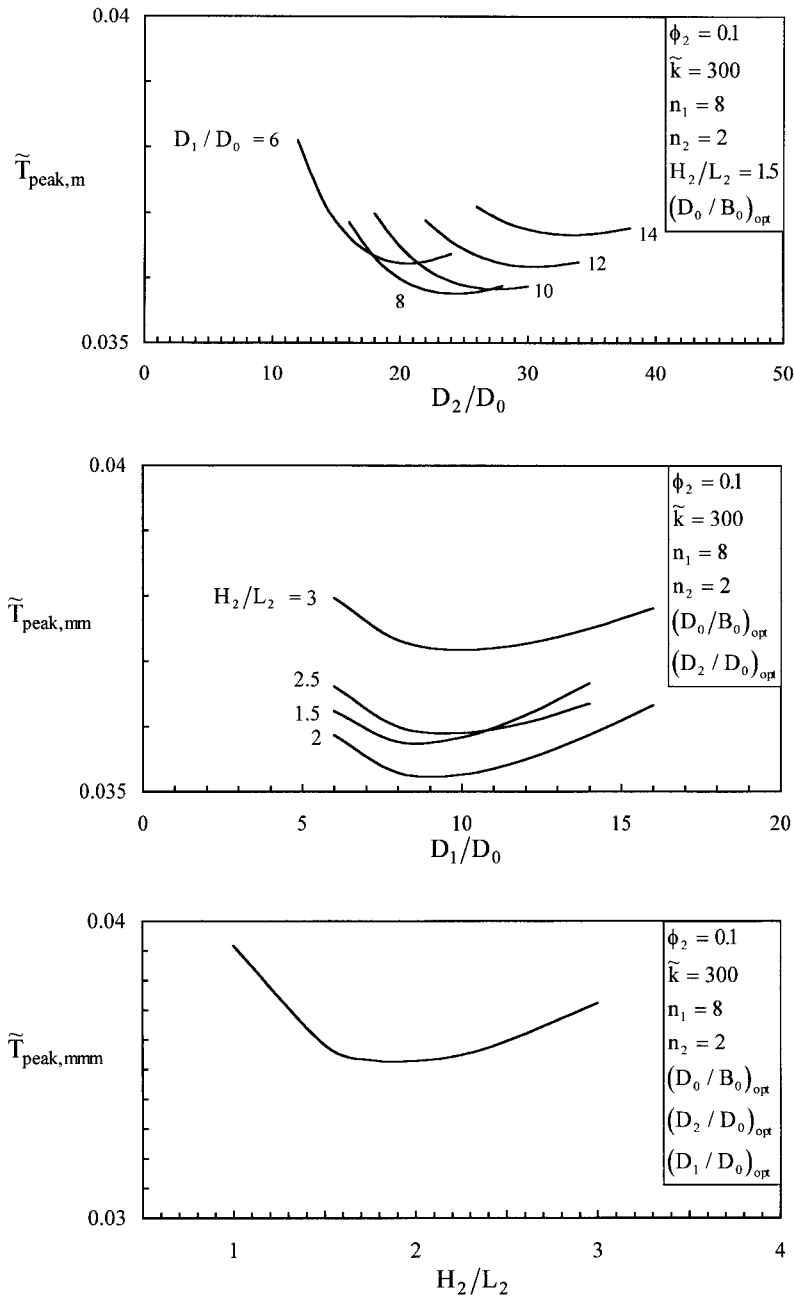 0.04
ϕ₂ = 0.1
k̃ = 300
n₁ = 8
n₂ = 2
H₂/L₂ = 1.5
(D₀ / B₀)ₒₚₜ
D₁ / D₀ = 6
T̃peak,m
14
12
10
8
0.035
0 10 20 30 40 50
D₂/D₀
0.04
ϕ₂ = 0.1
k̃ = 300
n₁ = 8
n₂ = 2
(D₀/B₀)ₒₚₜ
(D₂ / D₀)ₒₚₜ
H₂/L₂ = 3
T̃peak,mm
2.5
1.5
2
0.035
0 5 10 15 20
D₁/D₀
0.04
ϕ₂ = 0.1
k̃ = 300
n₁ = 8
n₂ = 2
(D₀ / B₀)ₒₚₜ
(D₂ / D₀)ₒₚₜ
(D₁ / D₀)ₒₚₜ
T̃peak,mmm
0.03
1 2 3 4
H₂/L₂